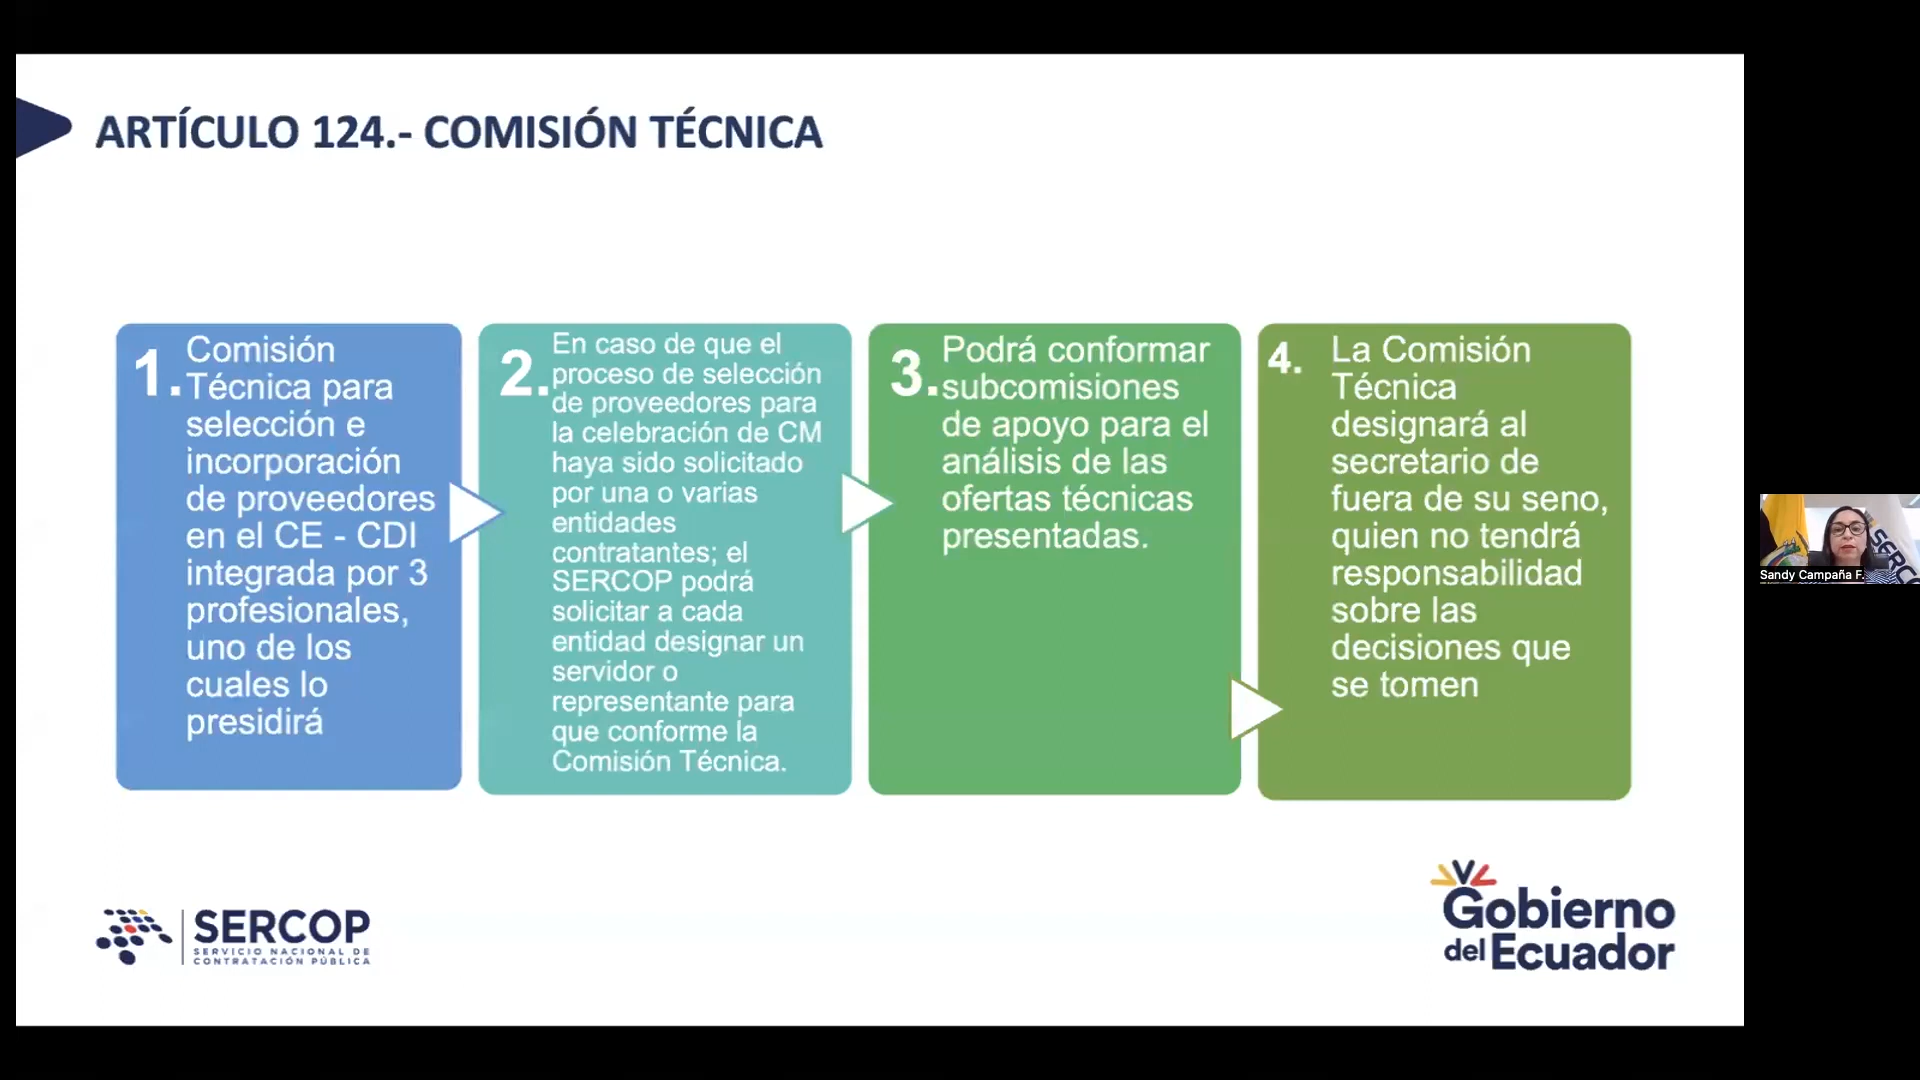 ARTÍCULO 124.- COMISIÓN TÉCNICA
1.
Comisión
Técnica para
selección e
incorporación
de proveedores
en el CE - CDI
integrada por 3
profesionales,
uno de los
cuales lo
presidirá
2.
En caso de que el
proceso de selección
de proveedores para
la celebración de CM
haya sido solicitado
por una o varias
entidades
contratantes; el
SERCOP podrá
solicitar a cada
entidad designar un
servidor o
representante para
que conforme la
Comisión Técnica.
3.
Podrá conformar
subcomisiones
de apoyo para el
análisis de las
ofertas técnicas
presentadas.
4.
La Comisión
Técnica
designará al
secretario de
fuera de su seno,
quien no tendrá
responsabilidad
sobre las
decisiones que
se tomen
SERCOP
SERVICIO NACIONAL DE
CONTRATACIÓN PÚBLICA
Gobierno
del Ecuador
SERC
Sandy Campaña F.